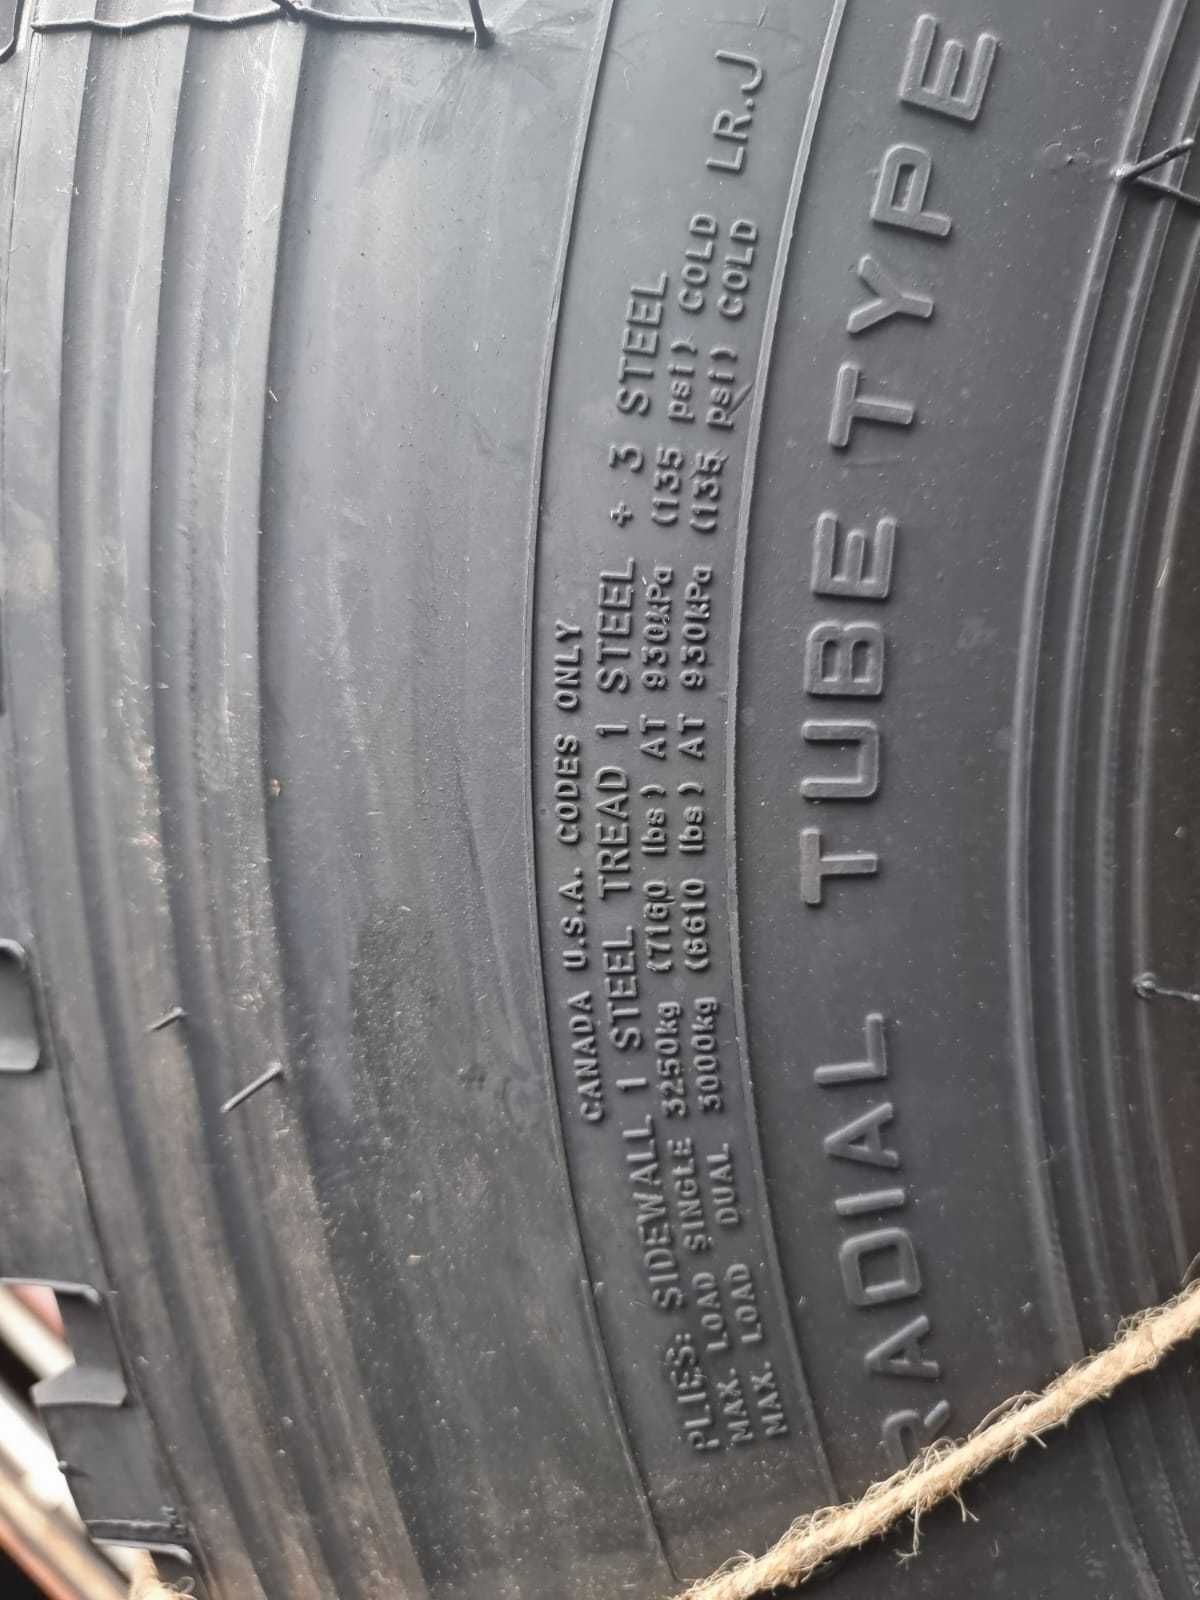 CANADA U.S.A. CODES ONLY
PLIES: SIDEWALL 1 STEEL TREAD 1 STEEL + 3 STEEL
MAX. LOAD SINGLE 3250kg (7160 lbs) AT 930kPa (135 psi) COLD
MAX. LOAD DUAL 3000kg (6610 lbs) AT 930kPa (135 psi) COLD LR.J
RADIAL TUBE TYPE